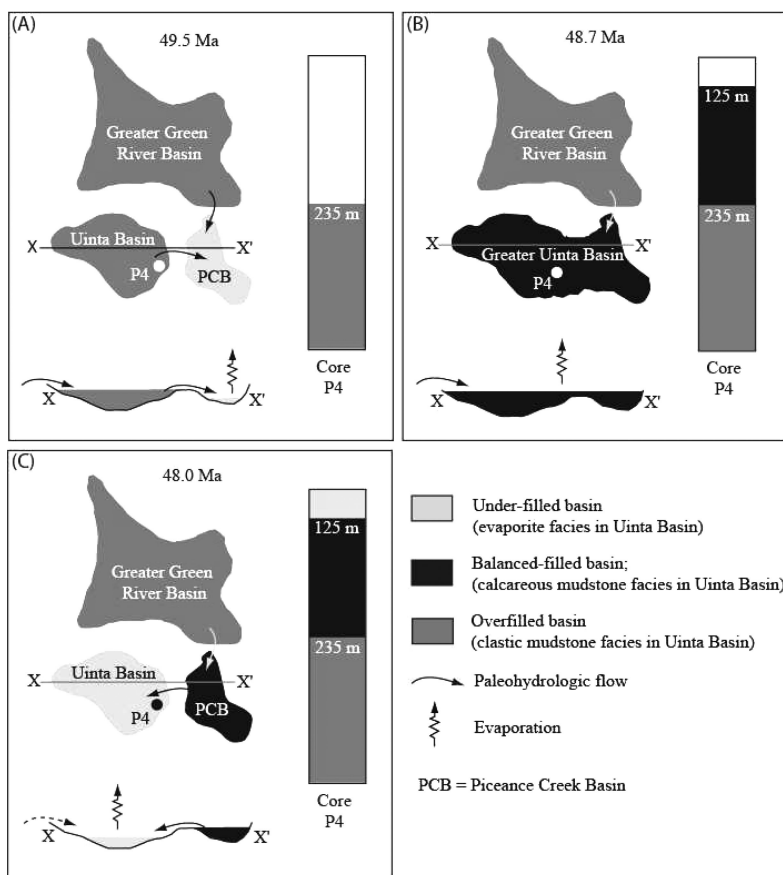 (A)
49.5 Ma
Greater Green
River Basin
235 m
Uinta Basin
X
X'
P4
PCB
X
X'
Core
P4
(B)
48.7 Ma
125 m
Greater Green
River Basin
235 m
X
X'
Greater Uinta Basin
P4
X
X'
Core
P4
(C)
48.0 Ma
125 m
Greater Green
River Basin
235 m
Uinta Basin
X
X'
P4
PCB
X
X'
Core
P4
Under-filled basin
(evaporite facies in Uinta Basin)
Balanced-filled basin;
(calcareous mudstone facies in Uinta Basin)
Overfilled basin
(clastic mudstone facies in Uinta Basin)
Paleohydrologic flow
Evaporation
PCB = Piceance Creek Basin